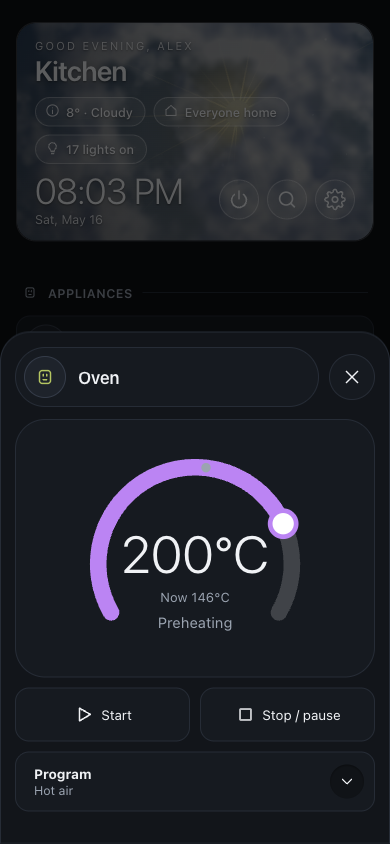 GOOD EVENING, ALEX
Kitchen
8° · Cloudy
Everyone home
17 lights on
08:03 PM
Sat, May 16
APPLIANCES
Oven
200°C
Now 146°C
Preheating
Start
Stop / pause
Program
Hot air